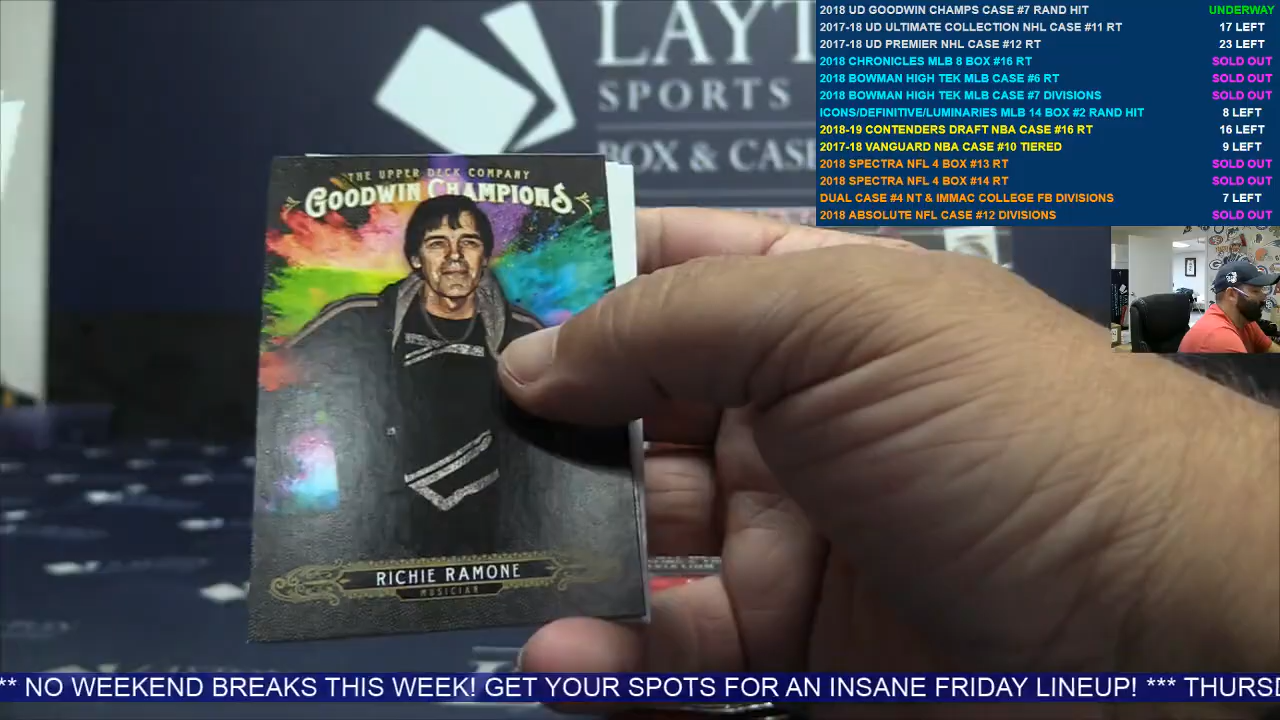 LAYT
SPORTS
BOX & CASE
THE UPPER DECK COMPANY
GOODWIN CHAMPIONS
RICHIE RAMONE
MUSICIAN
2018 UD GOODWIN CHAMPS CASE #7 RAND HIT UNDERWAY
2017-18 UD ULTIMATE COLLECTION NHL CASE #11 RT 17 LEFT
2017-18 UD PREMIER NHL CASE #12 RT 23 LEFT
2018 CHRONICLES MLB 8 BOX #16 RT SOLD OUT
2018 BOWMAN HIGH TEK MLB CASE #6 RT SOLD OUT
2018 BOWMAN HIGH TEK MLB CASE #7 DIVISIONS SOLD OUT
ICONS/DEFINITIVE/LUMINARIES MLB 14 BOX #2 RAND HIT 8 LEFT
2018-19 CONTENDERS DRAFT NBA CASE #16 RT 16 LEFT
2017-18 VANGUARD NBA CASE #10 TIERED 9 LEFT
2018 SPECTRA NFL 4 BOX #13 RT SOLD OUT
2018 SPECTRA NFL 4 BOX #14 RT SOLD OUT
DUAL CASE #4 NT & IMMAC COLLEGE FB DIVISIONS 7 LEFT
2018 ABSOLUTE NFL CASE #12 DIVISIONS SOLD OUT
** NO WEEKEND BREAKS THIS WEEK! GET YOUR SPOTS FOR AN INSANE FRIDAY LINEUP! *** THURSD